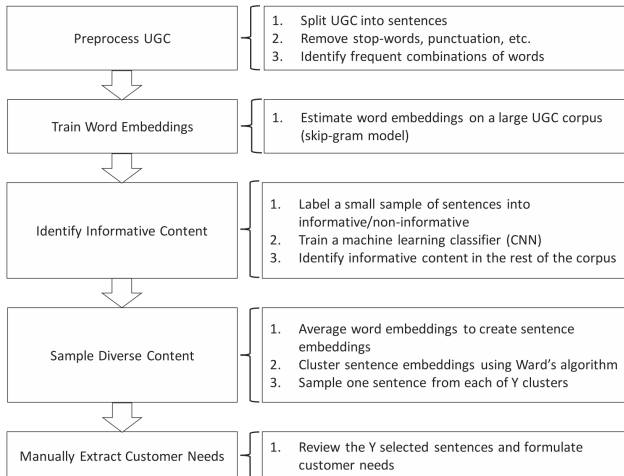 Preprocess UGC
1. Split UGC into sentences
2. Remove stop-words, punctuation, etc.
3. Identify frequent combinations of words
Train Word Embeddings
1. Estimate word embeddings on a large UGC corpus
(skip-gram model)
Identify Informative Content
1. Label a small sample of sentences into
informative/non-informative
2. Train a machine learning classifier (CNN)
3. Identify informative content in the rest of the corpus
Sample Diverse Content
1. Average word embeddings to create sentence
embeddings
2. Cluster sentence embeddings using Ward's algorithm
3. Sample one sentence from each of Y clusters
Manually Extract Customer Needs
1. Review the Y selected sentences and formulate
customer needs